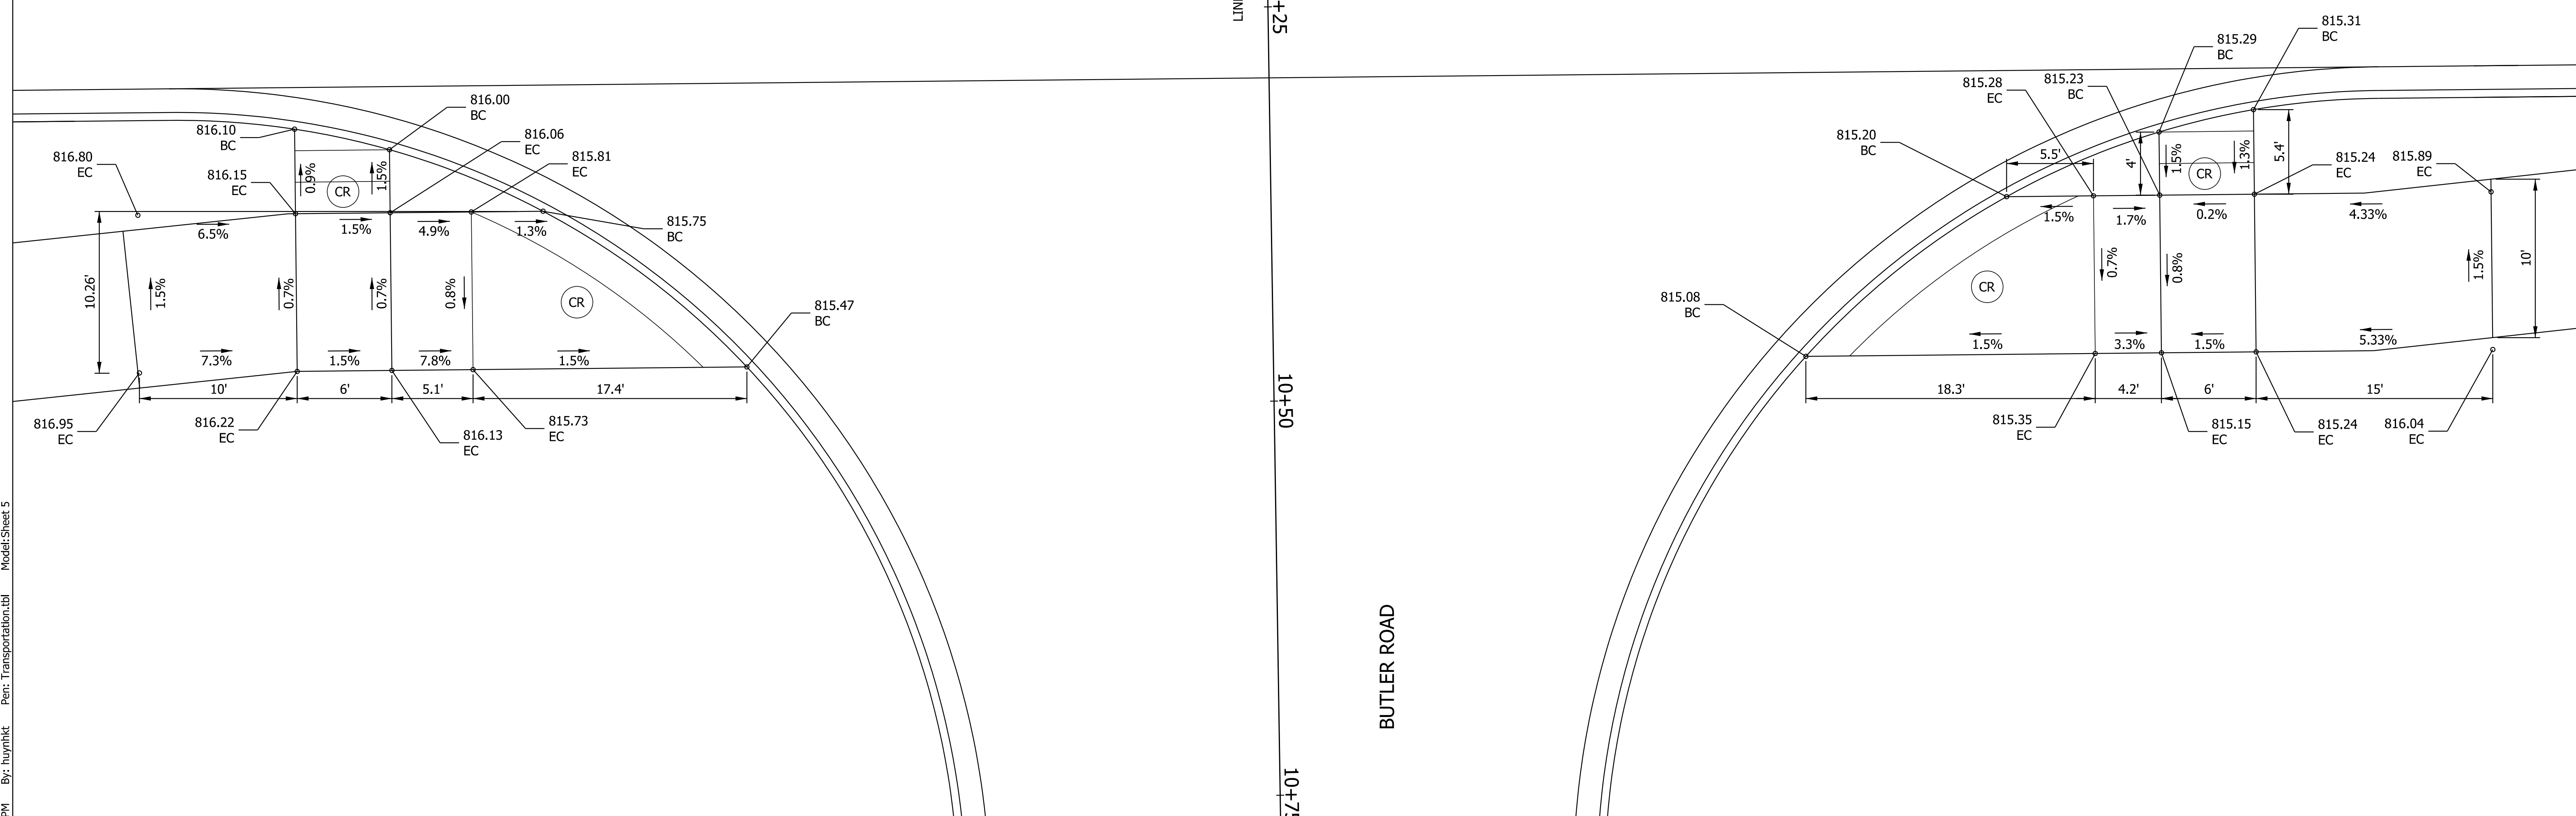 LIN
+25
815.31
BC
815.29
BC
815.28
EC
815.23
BC
816.00
BC
816.10
BC
816.06
EC
815.20
BC
5.5'
4'
1.5%
1.3%
5.4'
816.80
EC
815.81
EC
815.24
EC
815.89
EC
816.15
EC
0.9%
CR
1.5%
CR
6.5%
1.5%
4.9%
1.3%
815.75
BC
1.5%
1.7%
0.2%
4.33%
10.26'
1.5%
0.7%
0.7%
0.8%
CR
815.47
BC
815.08
BC
CR
0.7%
0.8%
1.5%
10'
7.3%
1.5%
7.8%
1.5%
1.5%
3.3%
1.5%
5.33%
10'
6'
5.1'
17.4'
10+50
18.3'
4.2'
6'
15'
816.95
EC
816.22
EC
816.13
EC
815.73
EC
815.35
EC
815.15
EC
815.24
EC
816.04
EC
BUTLER ROAD
10+75
Model:Sheet 5
Pen: Transportation.tbl
By: huynhkt
PM